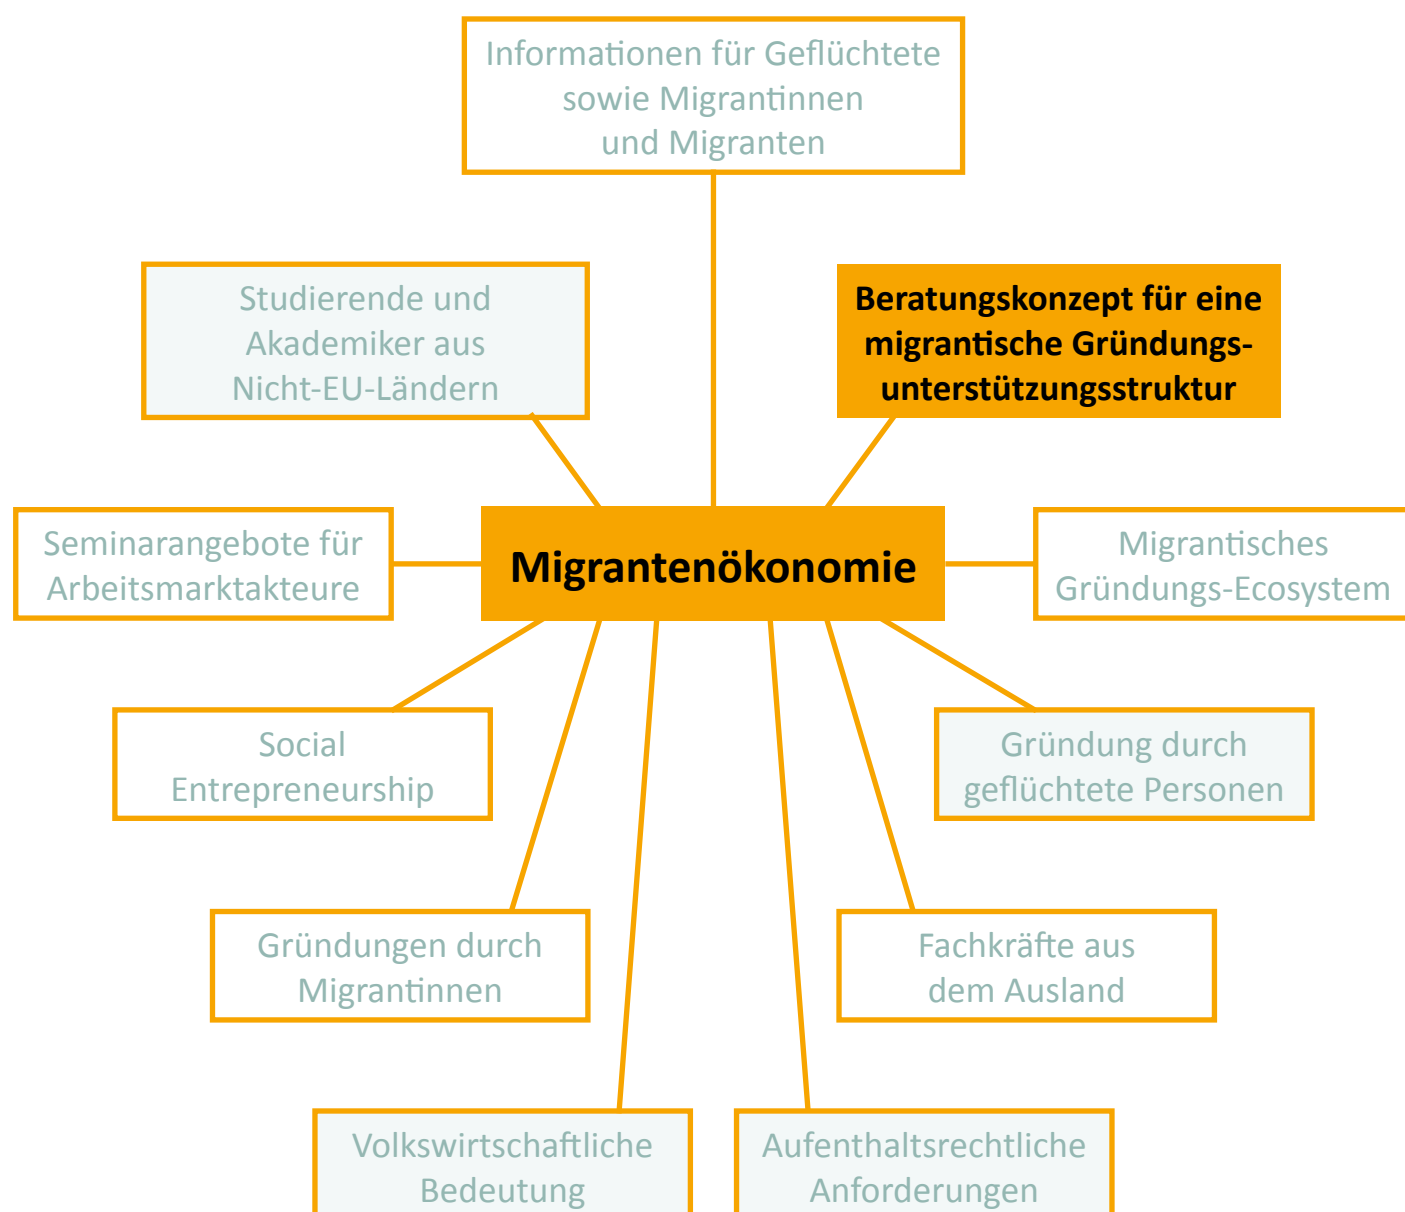 Informationen für Geflüchtete
sowie Migrantinnen
und Migranten
Studierende und
Akademiker aus
Nicht-EU-Ländern
Beratungskonzept für eine
migrantische Gründungs-
unterstützungsstruktur
Seminarangebote für
Arbeitsmarktakteure
Migrantenökonomie
Migrantisches
Gründungs-Ecosystem
Social
Entrepreneurship
Gründung durch
geflüchtete Personen
Gründungen durch
Migrantinnen
Fachkräfte aus
dem Ausland
Volkswirtschaftliche
Bedeutung
Aufenthaltsrechtliche
Anforderungen